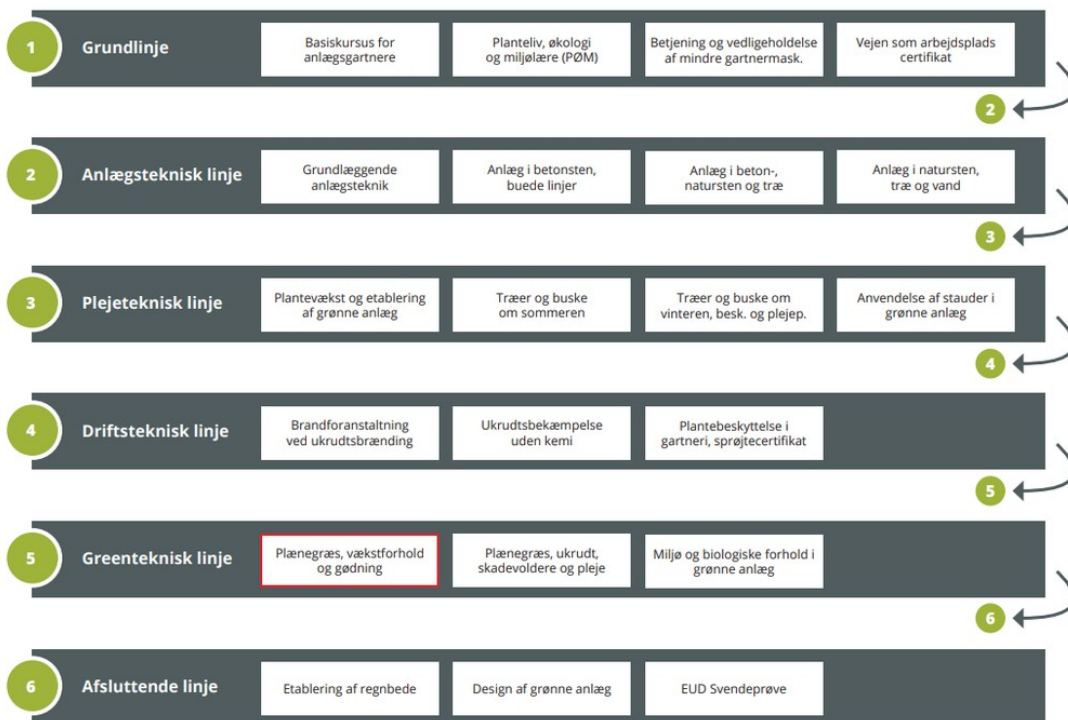 1
Grundlinje
Basiskursus for
anlægsgartnere
Planteliv, økologi
og miljølære (PØM)
Betjening og vedligeholdelse
af mindre gartnermask.
Vejen som arbejdsplads
certifikat
2
2
Anlægsteknisk linje
Grundlæggende
anlægsteknik
Anlæg i betonsten,
buede linjer
Anlæg i beton-,
natursten og træ
Anlæg i natursten,
træ og vand
3
3
Plejeteknisk linje
Plantevækst og etablering
af grønne anlæg
Træer og buske
om sommeren
Træer og buske om
vinteren, besk. og plejep.
Anvendelse af stauder i
grønne anlæg
4
4
Driftsteknisk linje
Brandforanstaltning
ved ukrudtsbrænding
Ukrudtsbekæmpelse
uden kemi
Plantebeskyttelse i
gartneri, sprøjtecertifikat
5
5
Greenteknisk linje
Plænegræs, vækstforhold
og gødning
Plænegræs, ukrudt,
skadevoldere og pleje
Miljø og biologiske forhold i
grønne anlæg
6
6
Afsluttende linje
Etablering af regnbede
Design af grønne anlæg
EUD Svendeprøve